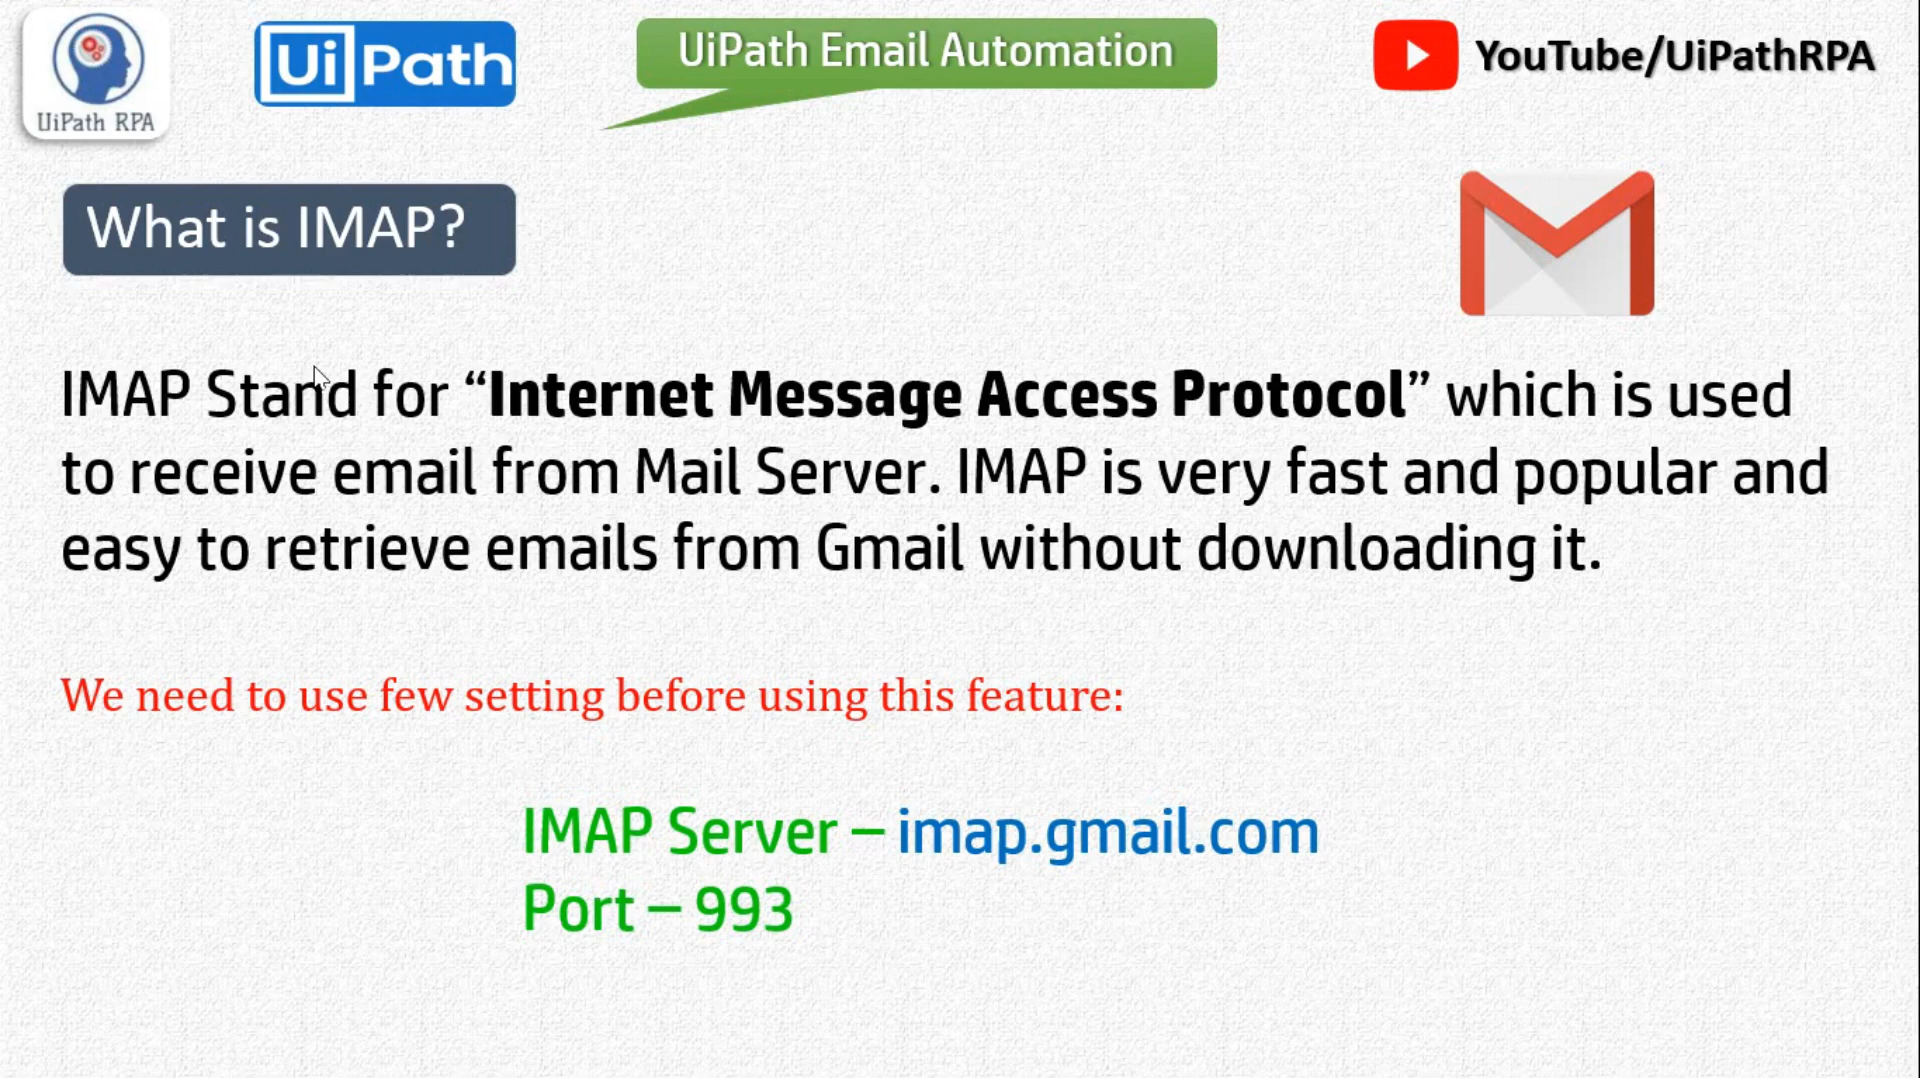 UiPath RPA
UiPath
UiPath Email Automation
YouTube/UiPathRPA
What is IMAP?
IMAP Stand for “Internet Message Access Protocol” which is used
to receive email from Mail Server. IMAP is very fast and popular and
easy to retrieve emails from Gmail without downloading it.
We need to use few setting before using this feature:
IMAP Server – imap.gmail.com
Port – 993